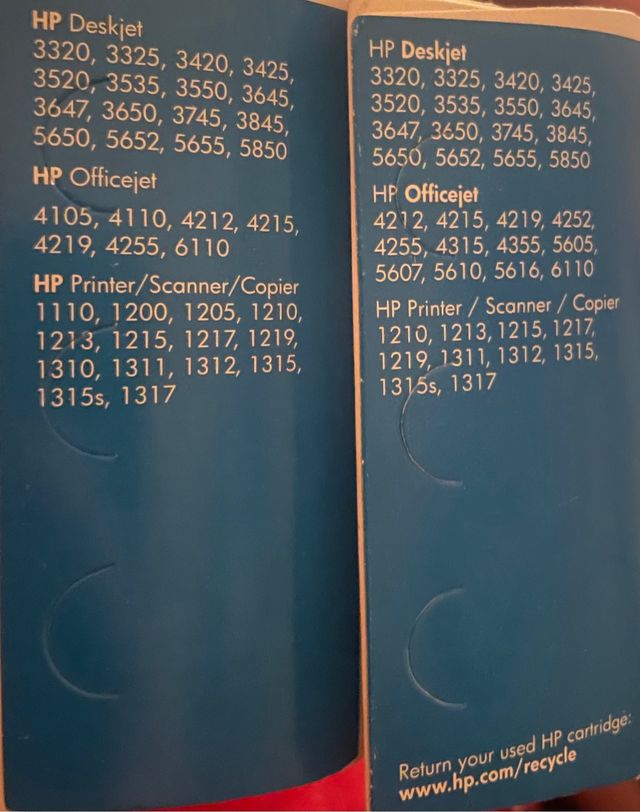 HP Deskjet
3320, 3325, 3420, 3425,
3520, 3535, 3550, 3645,
3647, 3650, 3745, 3845,
5650, 5652, 5655, 5850
HP Officejet
4105, 4110, 4212, 4215,
4219, 4255, 6110
HP Printer/Scanner/Copier
1110, 1200, 1205, 1210,
1213, 1215, 1217, 1219,
1310, 1311, 1312, 1315,
1315s, 1317
HP Deskjet
3320, 3325, 3420, 3425,
3520, 3535, 3550, 3645,
3647, 3650, 3745, 3845,
5650, 5652, 5655, 5850
HP Officejet
4212, 4215, 4219, 4252,
4255, 4315, 4355, 5605,
5607, 5610, 5616, 6110
HP Printer / Scanner / Copier
1210, 1213, 1215, 1217,
1219, 1311, 1312, 1315,
1315s, 1317
Return your used HP cartridge:
www.hp.com/recycle